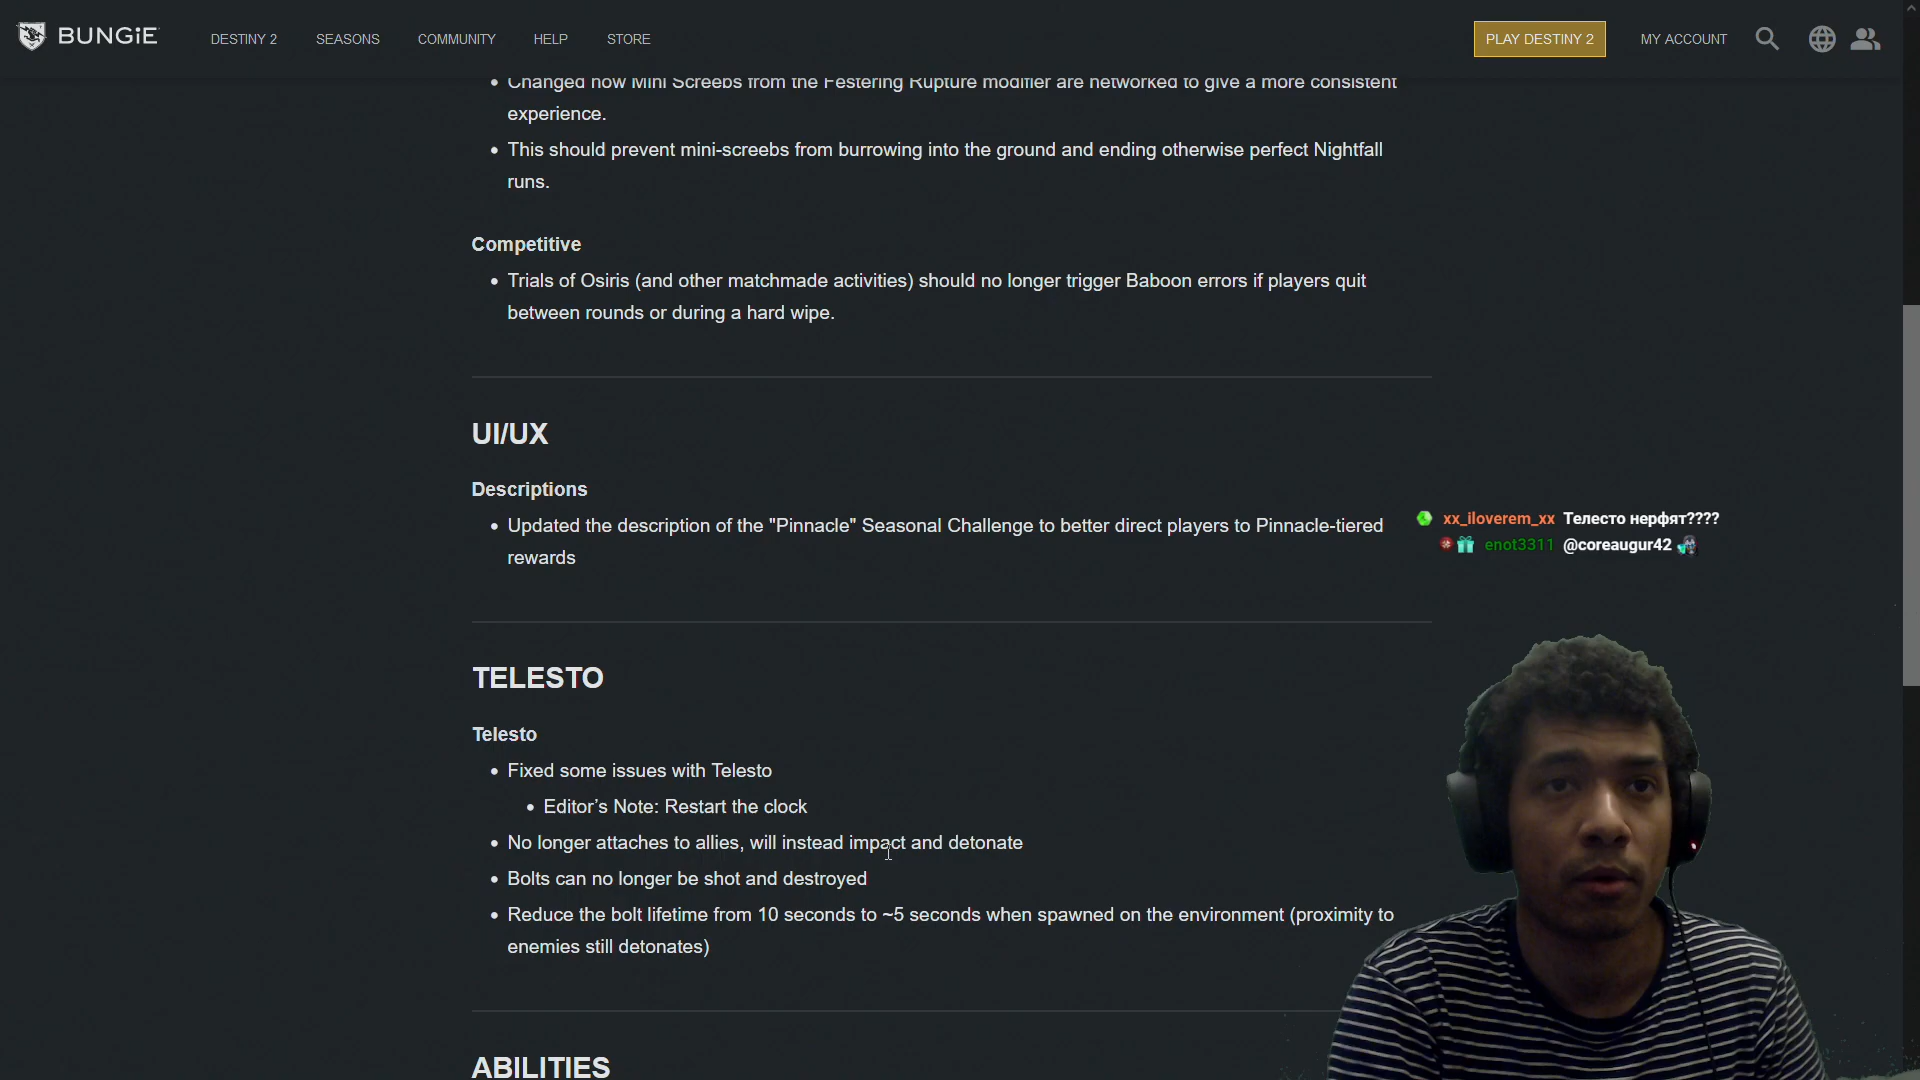 BUNGiE
DESTINY 2
SEASONS
COMMUNITY
HELP
STORE
PLAY DESTINY 2
MY ACCOUNT
• Changed how Mini Screebs from the Festering Rupture modifier are networked to give a more consistent
experience.
• This should prevent mini-screebs from burrowing into the ground and ending otherwise perfect Nightfall
runs.
Competitive
• Trials of Osiris (and other matchmade activities) should no longer trigger Baboon errors if players quit
between rounds or during a hard wipe.
UI/UX
Descriptions
• Updated the description of the "Pinnacle" Seasonal Challenge to better direct players to Pinnacle-tiered
rewards
xx_iloverem_xx Телесто нерфят????
enot3311 @coreaugur42
TELESTO
Telesto
• Fixed some issues with Telesto
• Editor’s Note: Restart the clock
• No longer attaches to allies, will instead impact and detonate
• Bolts can no longer be shot and destroyed
• Reduce the bolt lifetime from 10 seconds to ~5 seconds when spawned on the environment (proximity to
enemies still detonates)
ABILITIES